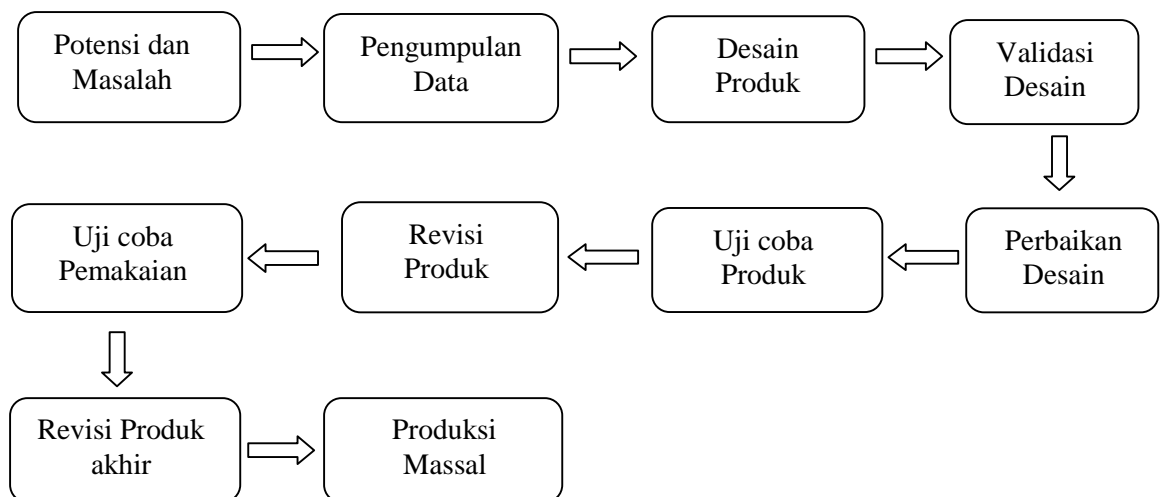 Potensi dan
Masalah
Pengumpulan
Data
Desain
Produk
Validasi
Desain
Perbaikan
Desain
Uji coba
Produk
Revisi
Produk
Uji coba
Pemakaian
Revisi Produk
akhir
Produksi
Massal